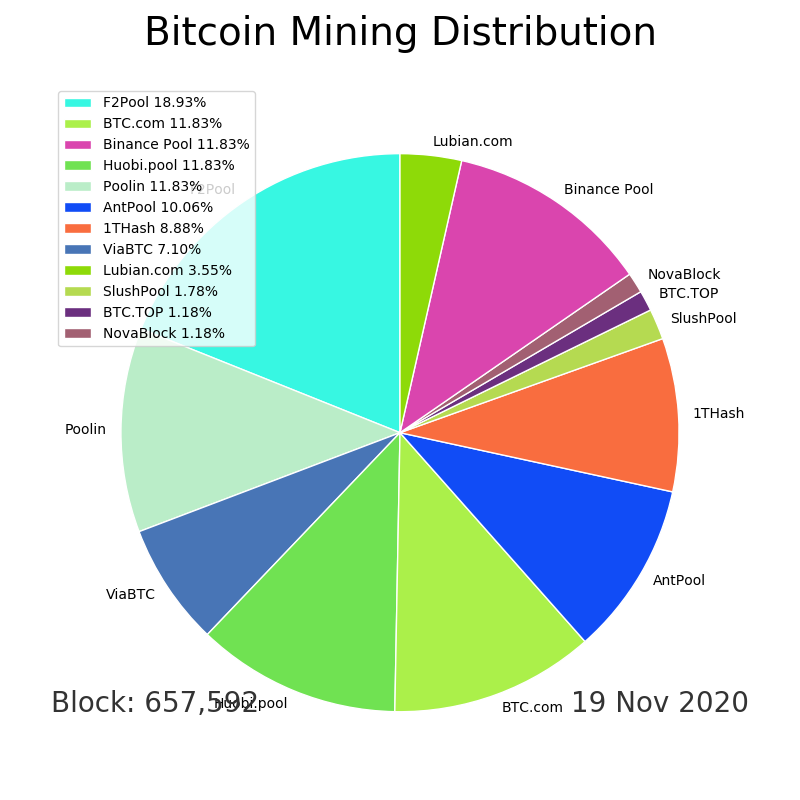 Bitcoin Mining Distribution
F2Pool 18.93%
BTC.com 11.83%
Binance Pool 11.83%
Huobi.pool 11.83%
Poolin 11.83%
AntPool 10.06%
1THash 8.88%
ViaBTC 7.10%
Lubian.com 3.55%
SlushPool 1.78%
BTC.TOP 1.18%
NovaBlock 1.18%
Lubian.com
F2Pool
Binance Pool
NovaBlock
BTC.TOP
SlushPool
1THash
Poolin
AntPool
ViaBTC
Huobi.pool
BTC.com
Block: 657,592
19 Nov 2020